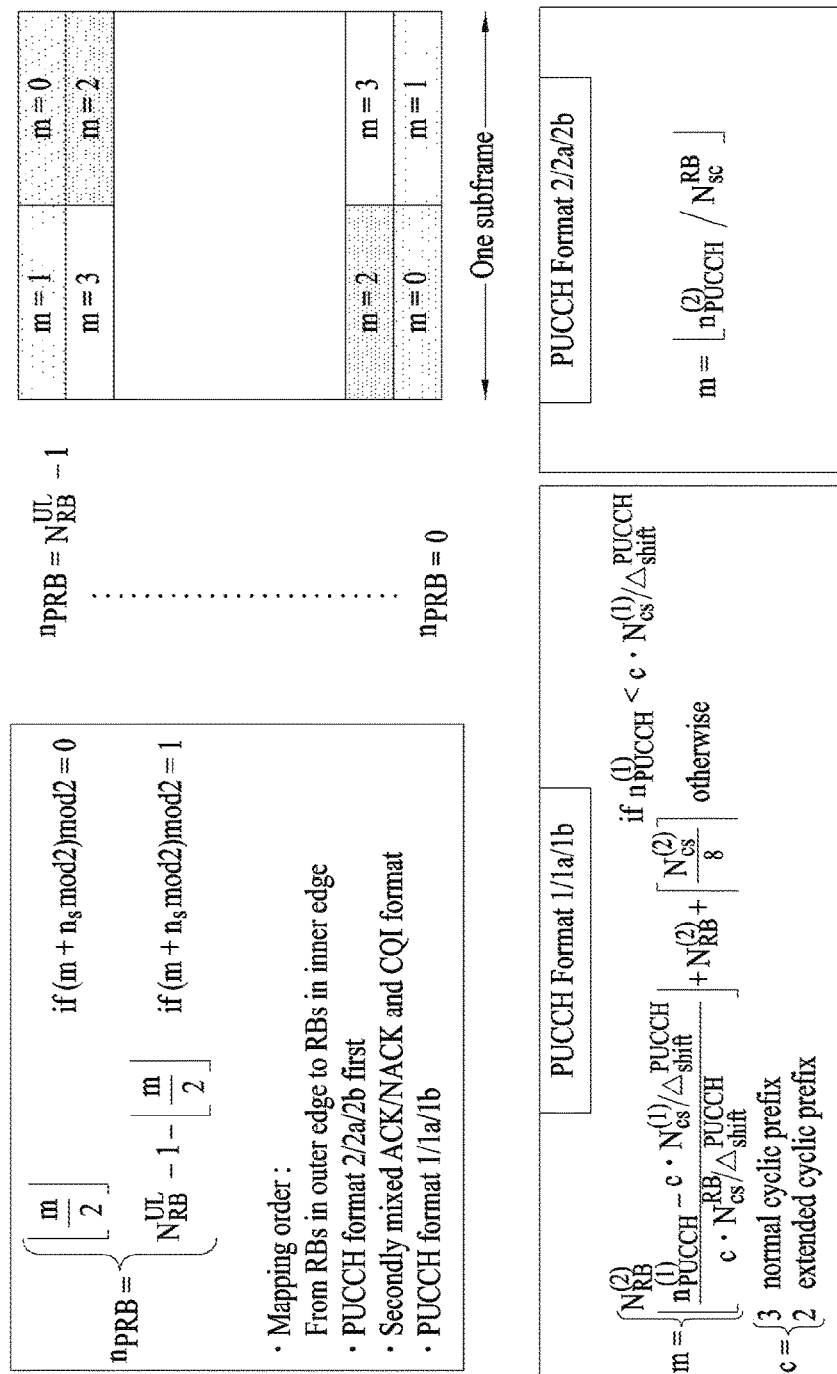 n_PRB = { ⌊m/2⌋ if (m + n_s mod2)mod2 = 0
N_RB^UL − 1 − ⌊m/2⌋ if (m + n_s mod2)mod2 = 1
· Mapping order :
From RBs in outer edge to RBs in inner edge
· PUCCH format 2/2a/2b first
· Secondly mixed ACK/NACK and CQI format
· PUCCH format 1/1a/1b
n_PRB = N_RB^UL − 1
n_PRB = 0
m = 1 m = 0
m = 3 m = 2
m = 2 m = 3
m = 0 m = 1
One subframe
PUCCH Format 1/1a/1b
m = { N_RB^(2) if n_PUCCH^(1) < c · N_cs^(1)/△_shift^PUCCH
⌊(n_PUCCH^(1) − c · N_cs^(1)/△_shift^PUCCH) / (c · N_cs^RB/△_shift^PUCCH)⌋ + N_RB^(2) + ⌈N_cs^(2)/8⌉ otherwise
c = { 3 normal cyclic prefix
2 extended cyclic prefix
PUCCH Format 2/2a/2b
m = ⌊n_PUCCH^(2) / N_sc^RB⌋